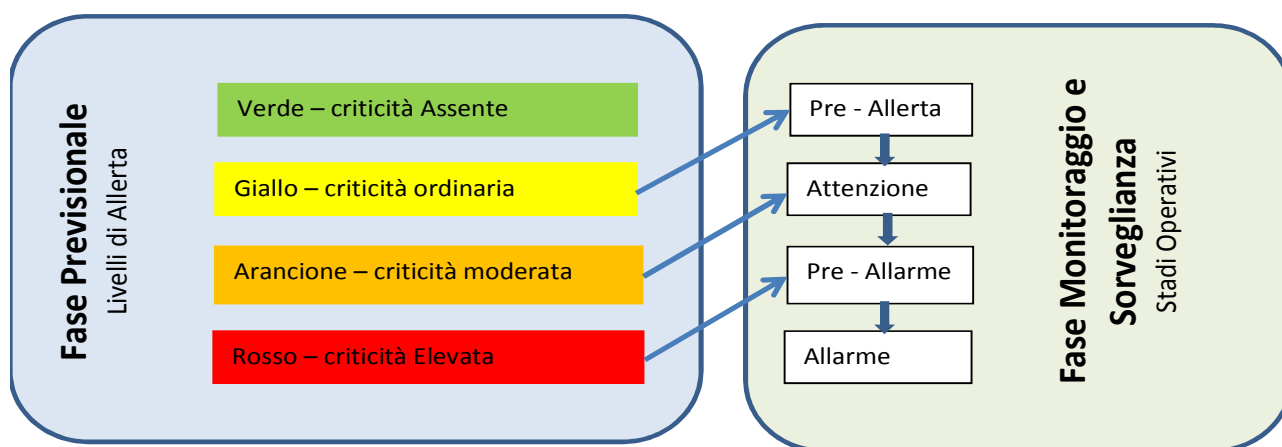 Fase Previsionale
Livelli di Allerta
Verde – criticità Assente
Giallo – criticità ordinaria
Arancione – criticità moderata
Rosso – criticità Elevata
Pre - Allerta
Attenzione
Pre - Allarme
Allarme
Fase Monitoraggio e
Sorveglianza
Stadi Operativi